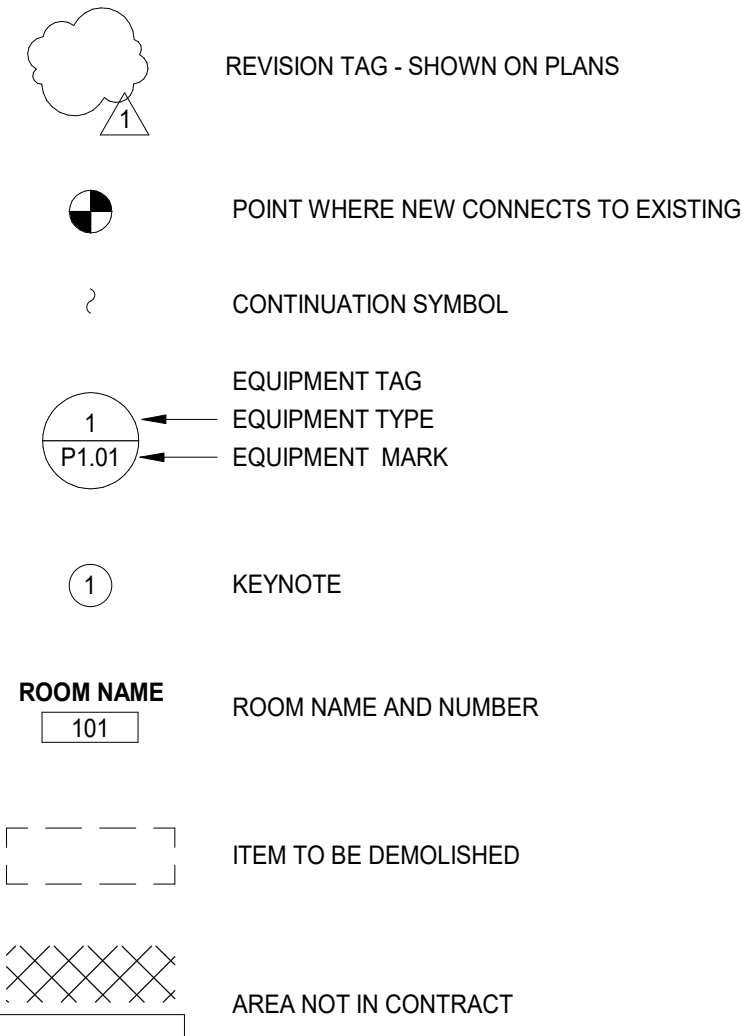 1
REVISION TAG - SHOWN ON PLANS
POINT WHERE NEW CONNECTS TO EXISTING
CONTINUATION SYMBOL
EQUIPMENT TAG
1
EQUIPMENT TYPE
P1.01
EQUIPMENT MARK
1
KEYNOTE
ROOM NAME
101
ROOM NAME AND NUMBER
ITEM TO BE DEMOLISHED
AREA NOT IN CONTRACT